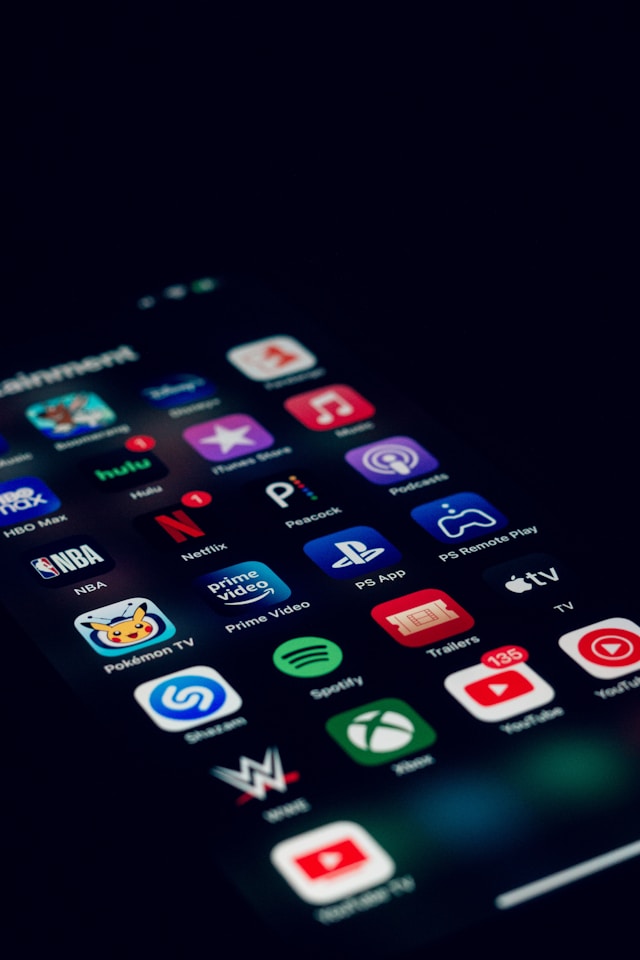 tainment
Music
Boomerang
Disney+
Disney+
HBO
max
HBO Max
1
hulu
Hulu
iTunes Store
Music
NBA
NBA
1
N
Netflix
P
Peacock
Podcasts
Pokémon TV
prime
video
Prime Video
PS App
PS Remote Play
Shazam
Spotify
Trailers
tv
TV
W
WWE
Xbox
135
YouTube
YouTu
YouTube TV